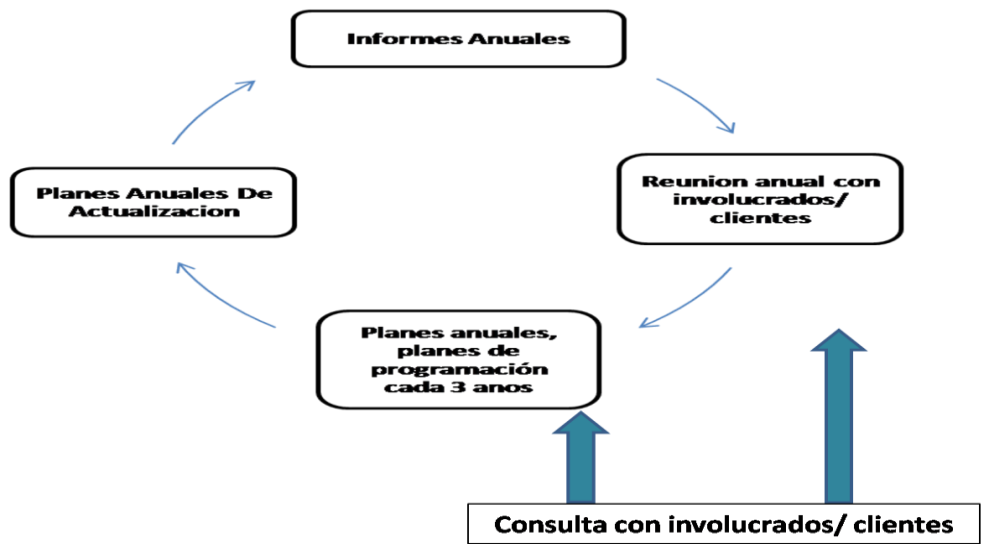 Informes Anuales
Planes Anuales De
Actualizacion
Reunion anual con
involucrados/
clientes
Planes anuales,
planes de
programación
cada 3 anos
Consulta con involucrados/ clientes